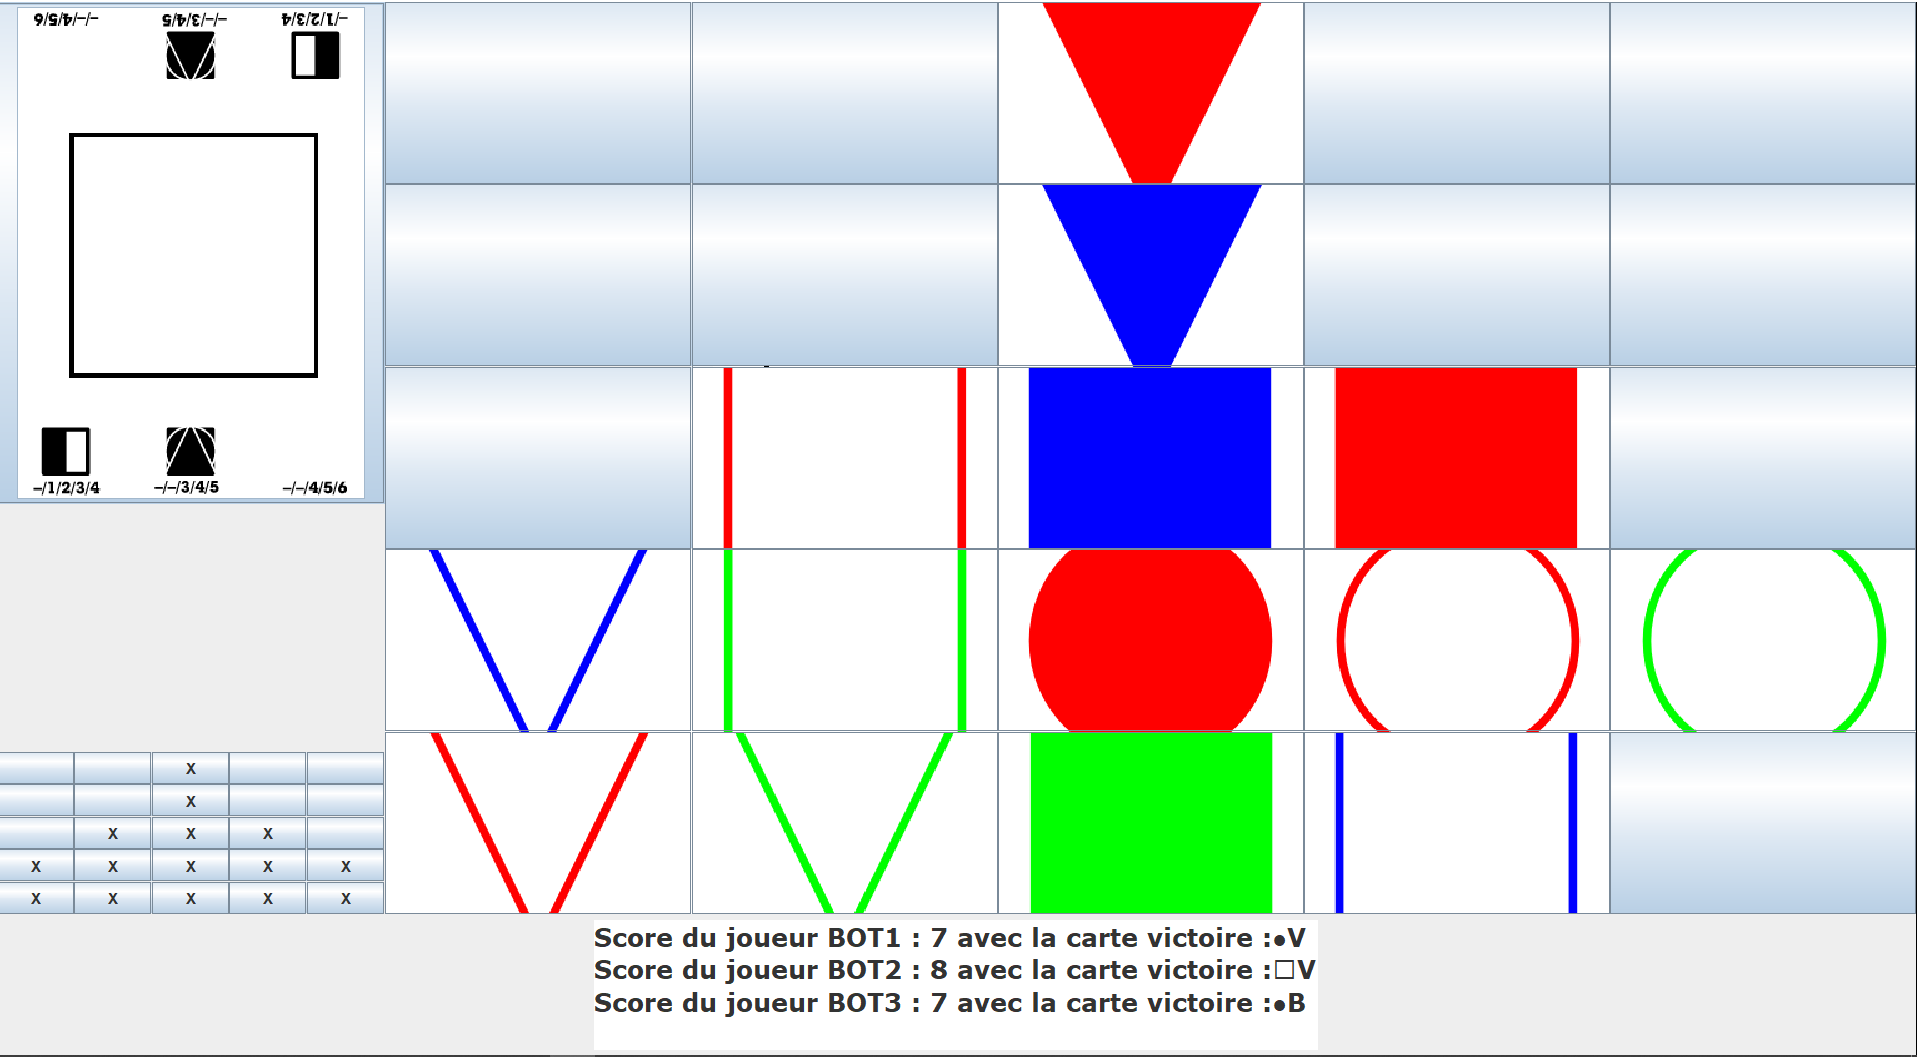 –/–/4/5/6 –/–/3/4/5 –/1/2/3/4
–/1/2/3/4 –/–/3/4/5 –/–/4/5/6
X
X
X X X
X X X X X
X X X X X
Score du joueur BOT1 : 7 avec la carte victoire :●V
Score du joueur BOT2 : 8 avec la carte victoire :□V
Score du joueur BOT3 : 7 avec la carte victoire :●B